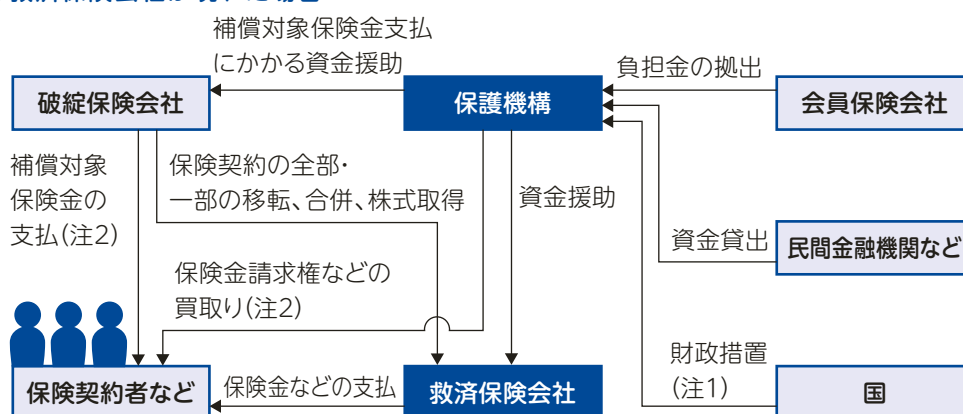 補償対象保険金支払
にかかる資金援助
負担金の拠出
破綻保険会社
保護機構
会員保険会社
補償対象
保険金の
支払(注2)
保険契約の全部・
一部の移転、合併、株式取得
資金援助
資金貸出
民間金融機関など
保険金請求権などの
買取り(注2)
財政措置
(注1)
保険契約者など
保険金などの支払
救済保険会社
国